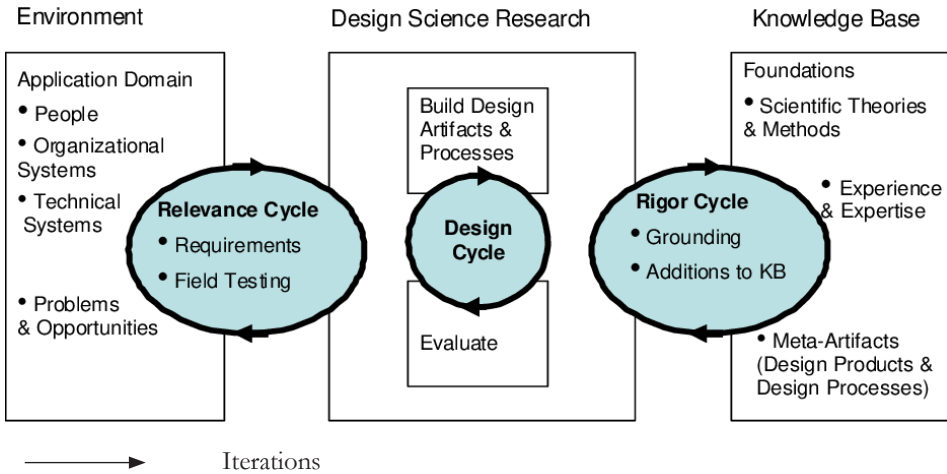 Environment
Design Science Research
Knowledge Base
Application Domain
• People
• Organizational
Systems
• Technical
Systems
• Problems
& Opportunities
Relevance Cycle
• Requirements
• Field Testing
Build Design
Artifacts &
Processes
Design
Cycle
Evaluate
Rigor Cycle
• Grounding
• Additions to KB
Foundations
• Scientific Theories
& Methods
• Experience
& Expertise
• Meta-Artifacts
(Design Products &
Design Processes)
Iterations